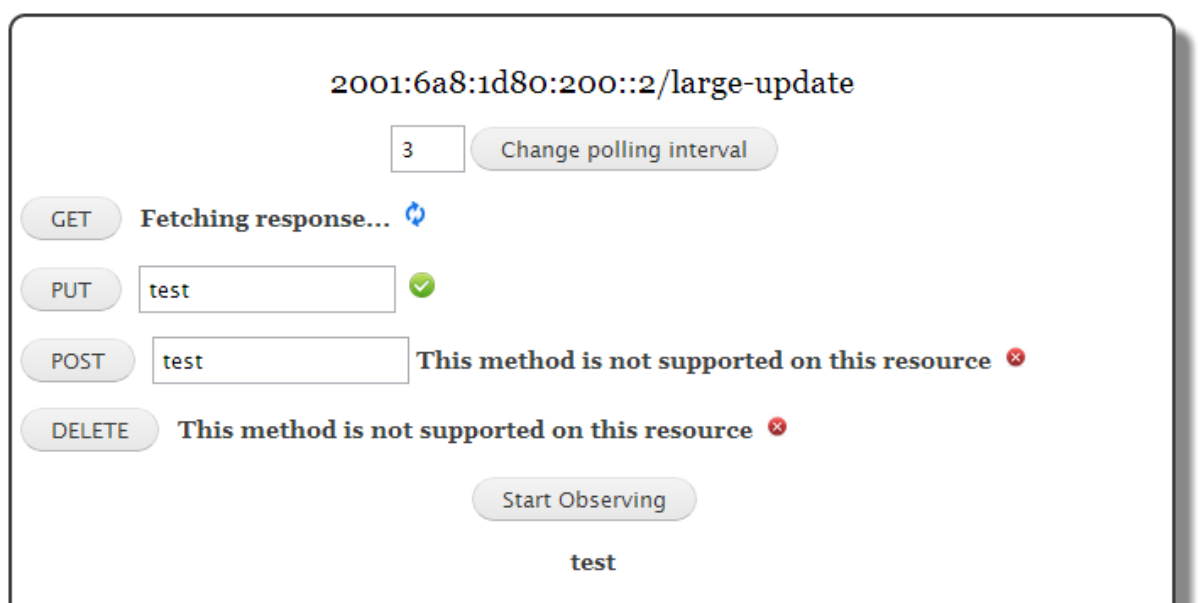 2001:6a8:1d80:200::2/large-update
3 Change polling interval
GET Fetching response...
PUT test
POST test This method is not supported on this resource
DELETE This method is not supported on this resource
Start Observing
test